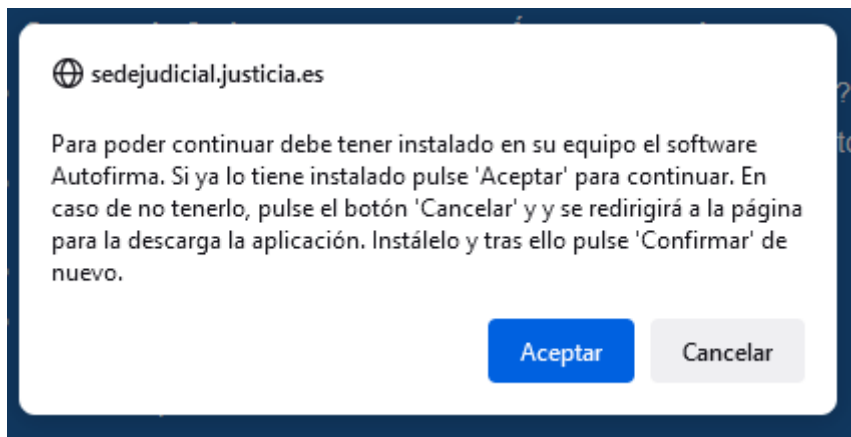 sedejudicial.justicia.es
Para poder continuar debe tener instalado en su equipo el software
Autofirma. Si ya lo tiene instalado pulse 'Aceptar' para continuar. En
caso de no tenerlo, pulse el botón 'Cancelar' y y se redirigirá a la página
para la descarga la aplicación. Instálelo y tras ello pulse 'Confirmar' de
nuevo.
Aceptar
Cancelar